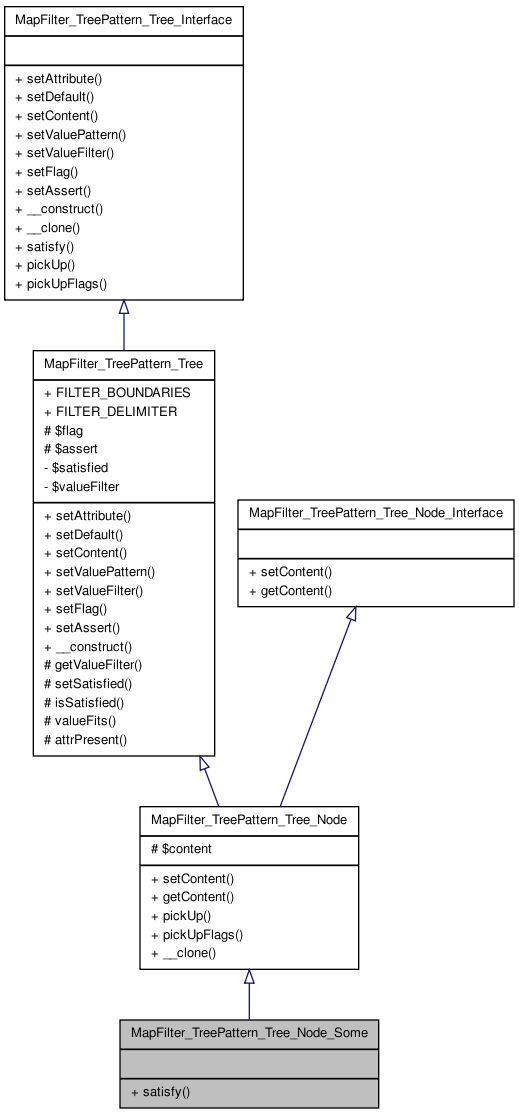 MapFilter_TreePattern_Tree_Interface
+ setAttribute()
+ setDefault()
+ setContent()
+ setValuePattern()
+ setValueFilter()
+ setFlag()
+ setAssert()
+ __construct()
+ __clone()
+ satisfy()
+ pickUp()
+ pickUpFlags()
MapFilter_TreePattern_Tree
+ FILTER_BOUNDARIES
+ FILTER_DELIMITER
# $flag
# $assert
- $satisfied
- $valueFilter
+ setAttribute()
+ setDefault()
+ setContent()
+ setValuePattern()
+ setValueFilter()
+ setFlag()
+ setAssert()
+ __construct()
# getValueFilter()
# setSatisfied()
# isSatisfied()
# valueFits()
# attrPresent()
MapFilter_TreePattern_Tree_Node_Interface
+ setContent()
+ getContent()
MapFilter_TreePattern_Tree_Node
# $content
+ setContent()
+ getContent()
+ pickUp()
+ pickUpFlags()
+ __clone()
MapFilter_TreePattern_Tree_Node_Some
+ satisfy()